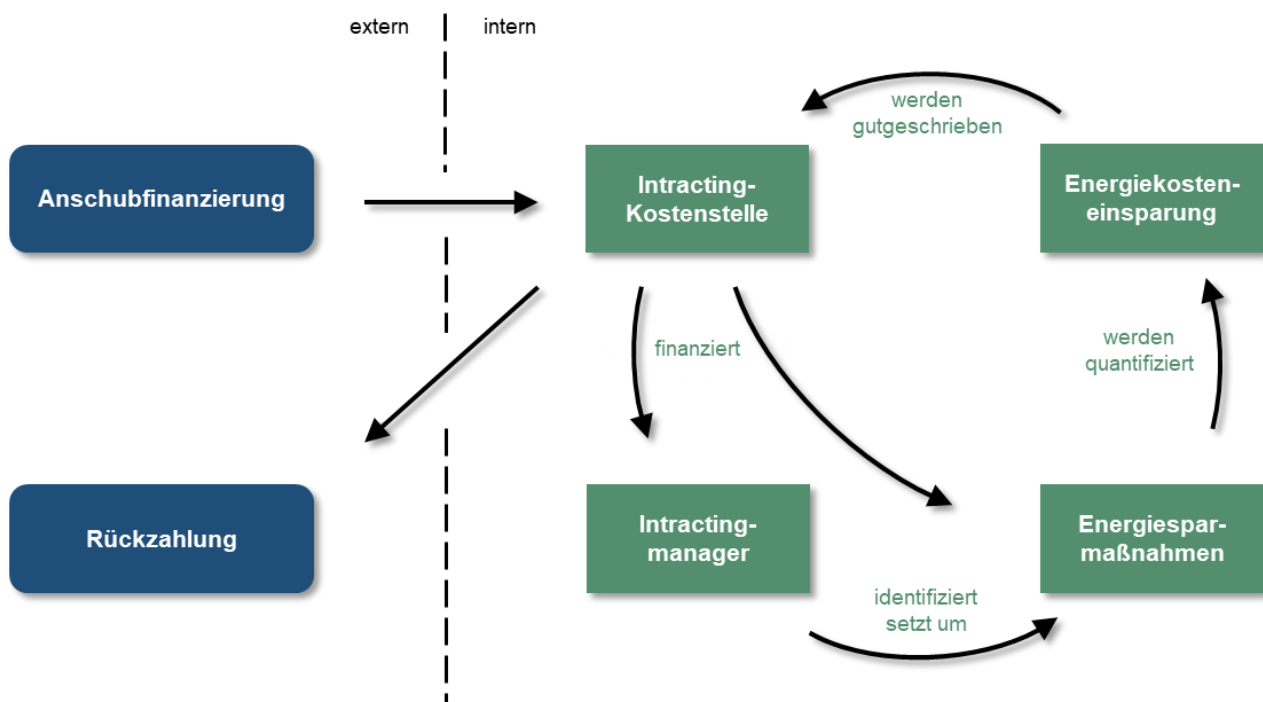 extern
intern
werden
gutgeschrieben
Anschubfinanzierung
Intracting-
Kostenstelle
Energiekosten-
einsparung
finanziert
werden
quantifiziert
Rückzahlung
Intracting-
manager
Energiespar-
maßnahmen
identifiziert
setzt um